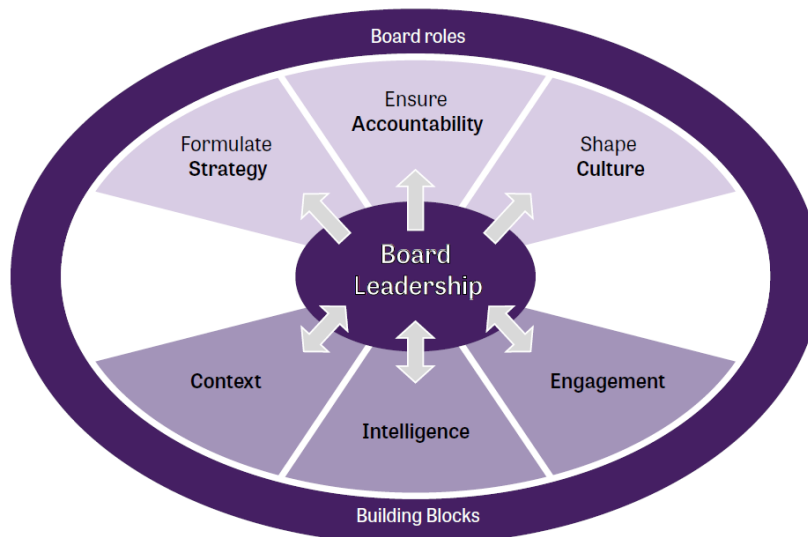 Board roles
Ensure
Accountability
Formulate
Strategy
Shape
Culture
Board
Leadership
Context
Engagement
Intelligence
Building Blocks